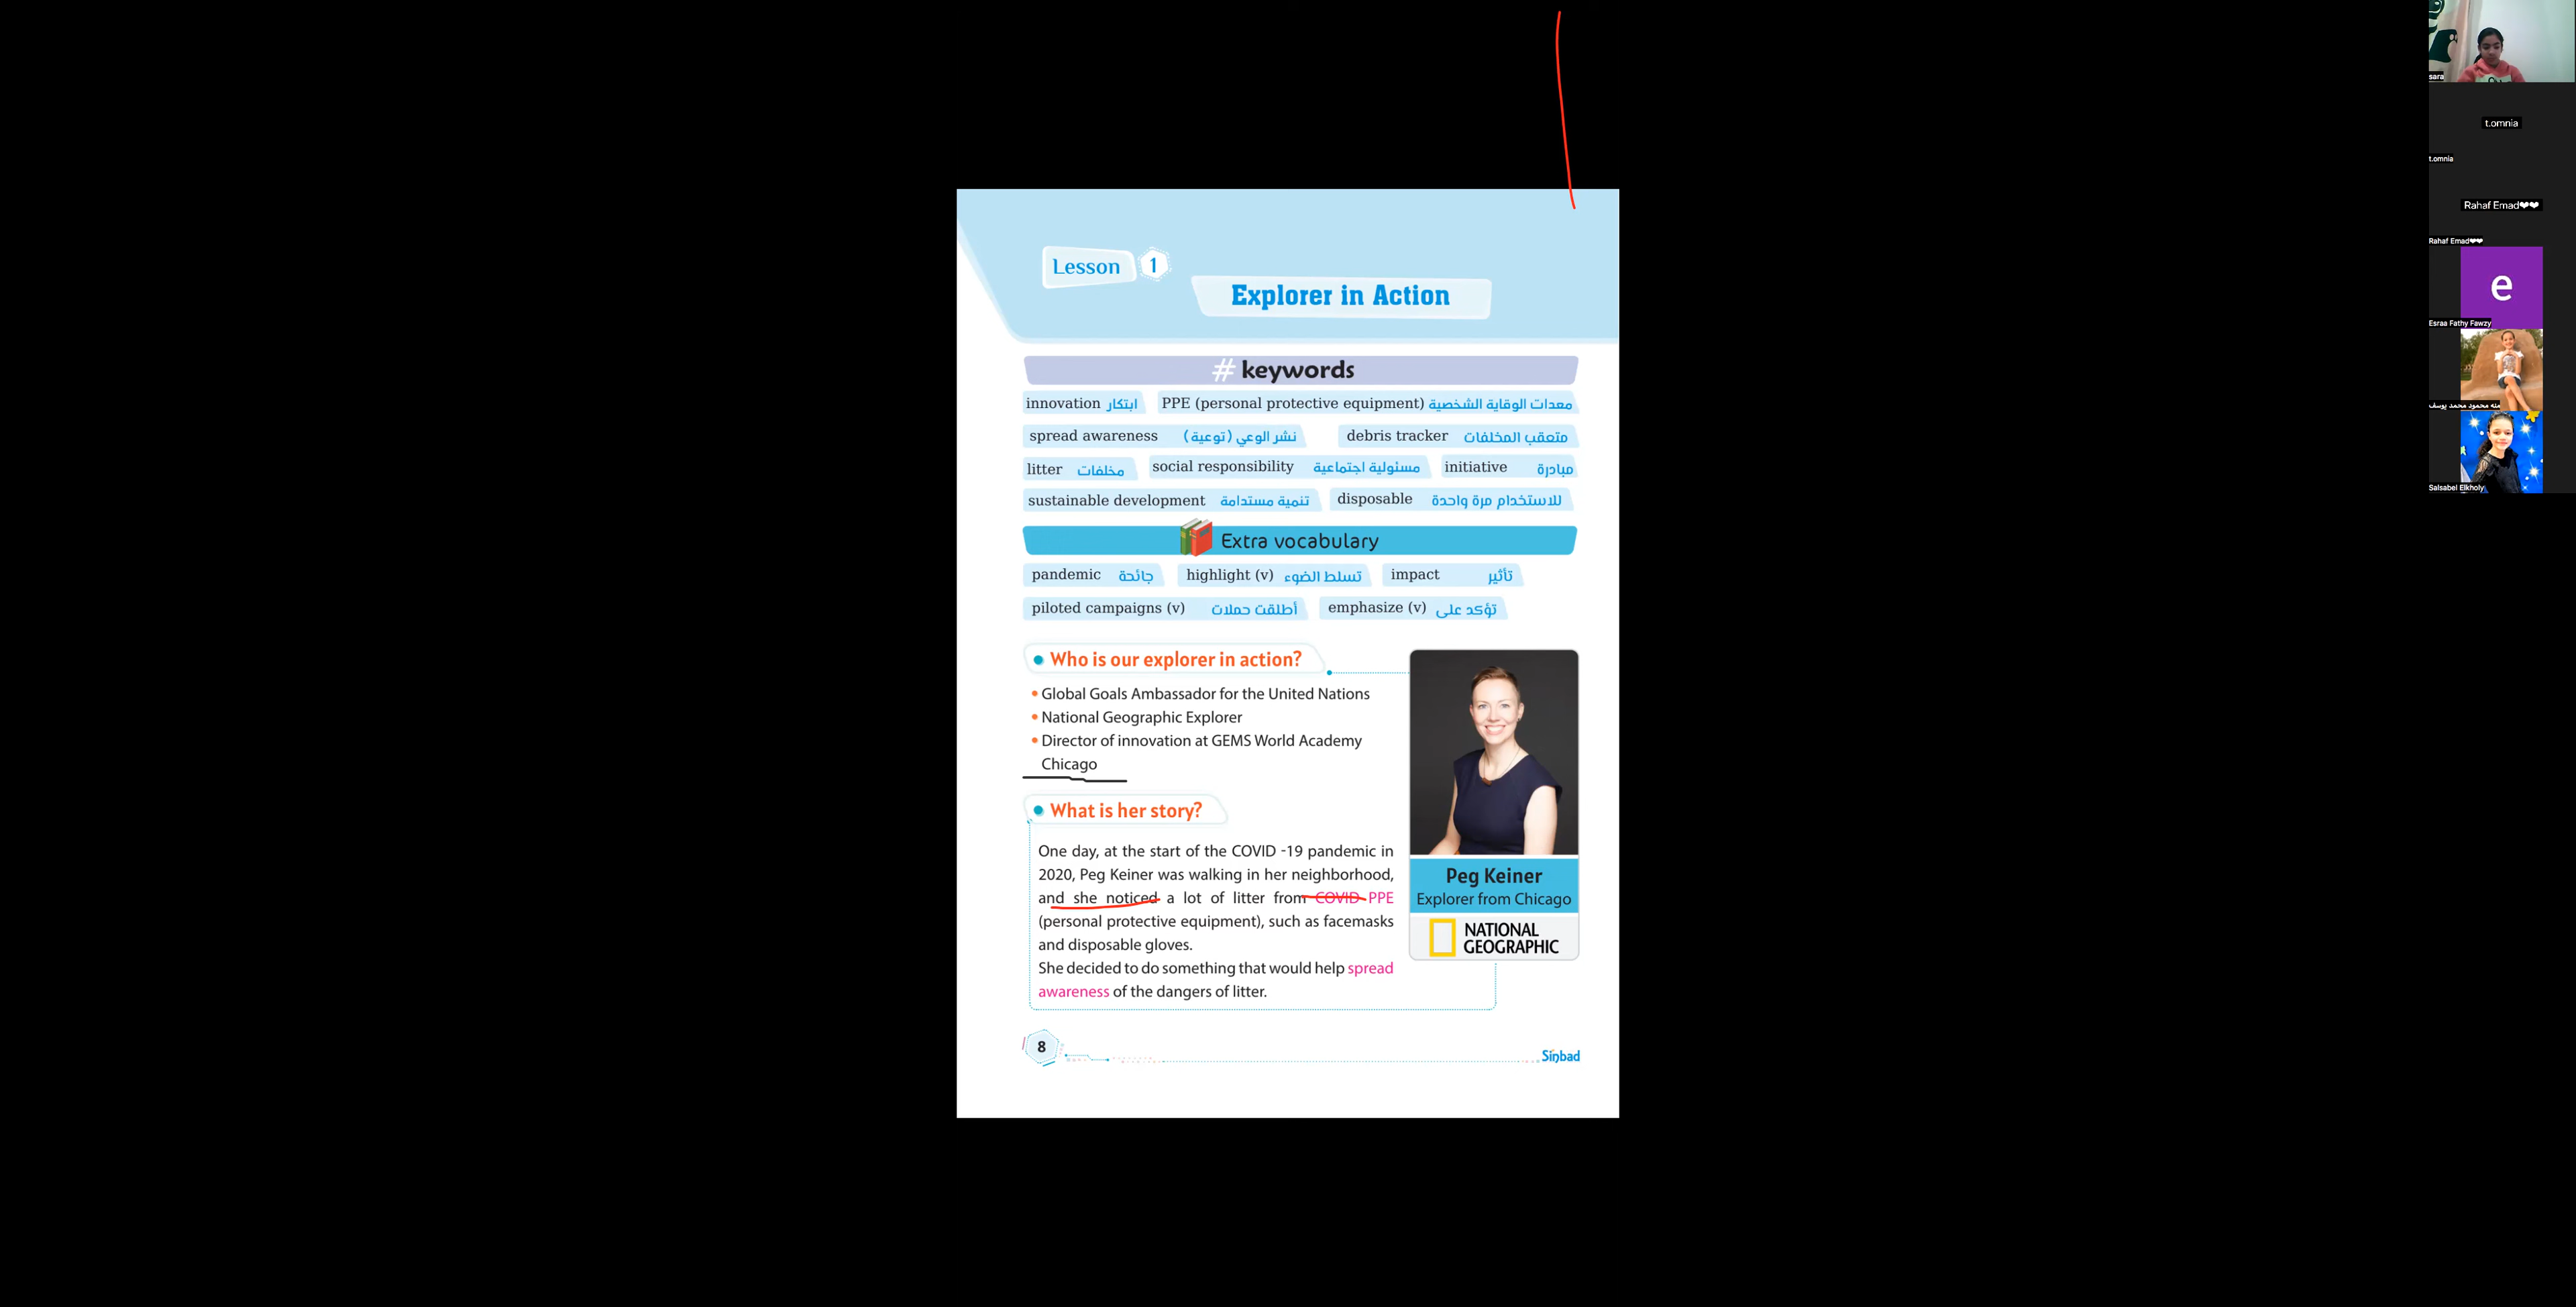 Lesson 1
Explorer in Action
# keywords
innovation ابتكار PPE (personal protective equipment) معدات الوقاية الشخصية
spread awareness نشر الوعي (توعية) debris tracker متعقب المخلفات
litter مخلفات social responsibility مسئولية اجتماعية initiative مبادرة
sustainable development تنمية مستدامة disposable للاستخدام مرة واحدة
Extra vocabulary
pandemic جائحة highlight (v) تسلط الضوء impact تأثير
piloted campaigns (v) أطلقت حملات emphasize (v) تؤكد على
Who is our explorer in action?
• Global Goals Ambassador for the United Nations
• National Geographic Explorer
• Director of innovation at GEMS World Academy
Chicago
What is her story?
One day, at the start of the COVID -19 pandemic in
2020, Peg Keiner was walking in her neighborhood,
and she noticed a lot of litter from COVID PPE
(personal protective equipment), such as facemasks
and disposable gloves.
She decided to do something that would help spread
awareness of the dangers of litter.
Peg Keiner
Explorer from Chicago
NATIONAL
GEOGRAPHIC
8
Sinbad
sara
t.omnia
t.omnia
Rahaf Emad❤❤
Rahaf Emad❤❤
e
Esraa Fathy Fawzy
منه محمود محمد يوسف
Salsabel Elkholy